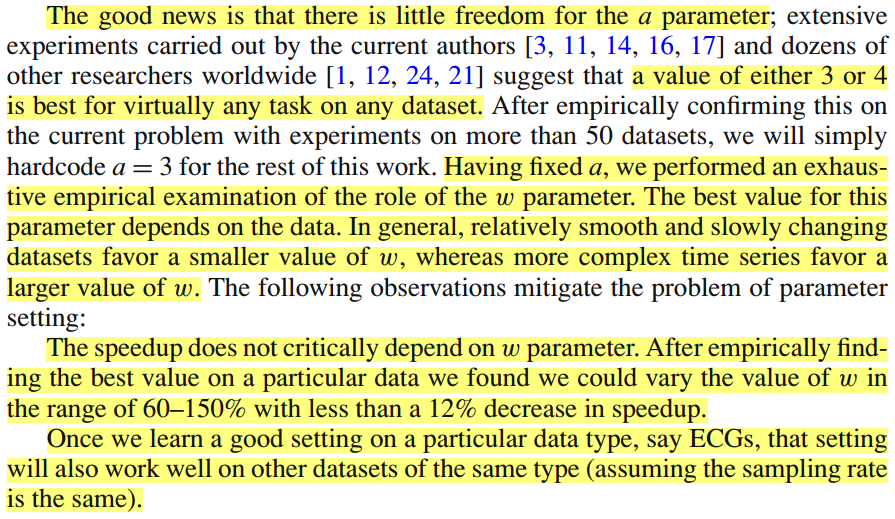 The good news is that there is little freedom for the a parameter; extensive
experiments carried out by the current authors [3, 11, 14, 16, 17] and dozens of
other researchers worldwide [1, 12, 24, 21] suggest that a value of either 3 or 4
is best for virtually any task on any dataset. After empirically confirming this on
the current problem with experiments on more than 50 datasets, we will simply
hardcode a = 3 for the rest of this work. Having fixed a, we performed an exhaus-
tive empirical examination of the role of the w parameter. The best value for this
parameter depends on the data. In general, relatively smooth and slowly changing
datasets favor a smaller value of w, whereas more complex time series favor a
larger value of w. The following observations mitigate the problem of parameter
setting:
The speedup does not critically depend on w parameter. After empirically find-
ing the best value on a particular data we found we could vary the value of w in
the range of 60–150% with less than a 12% decrease in speedup.
Once we learn a good setting on a particular data type, say ECGs, that setting
will also work well on other datasets of the same type (assuming the sampling rate
is the same).